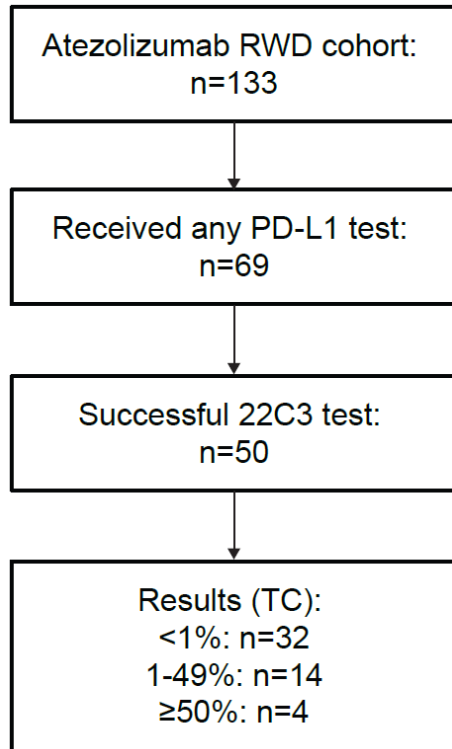 Atezolizumab RWD cohort:
n=133
Received any PD-L1 test:
n=69
Successful 22C3 test:
n=50
Results (TC):
<1%: n=32
1-49%: n=14
≥50%: n=4